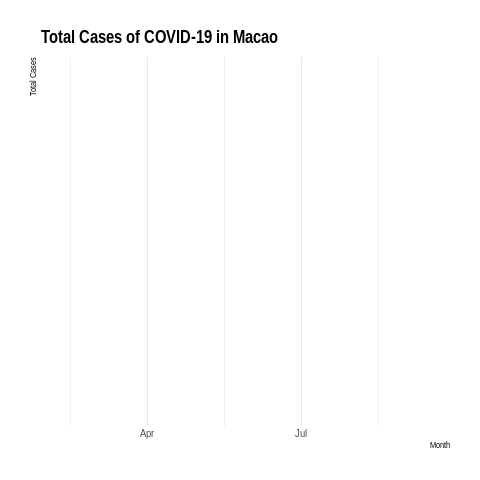 Total Cases of COVID-19 in Macao
Total Cases
Apr
Jul
Month